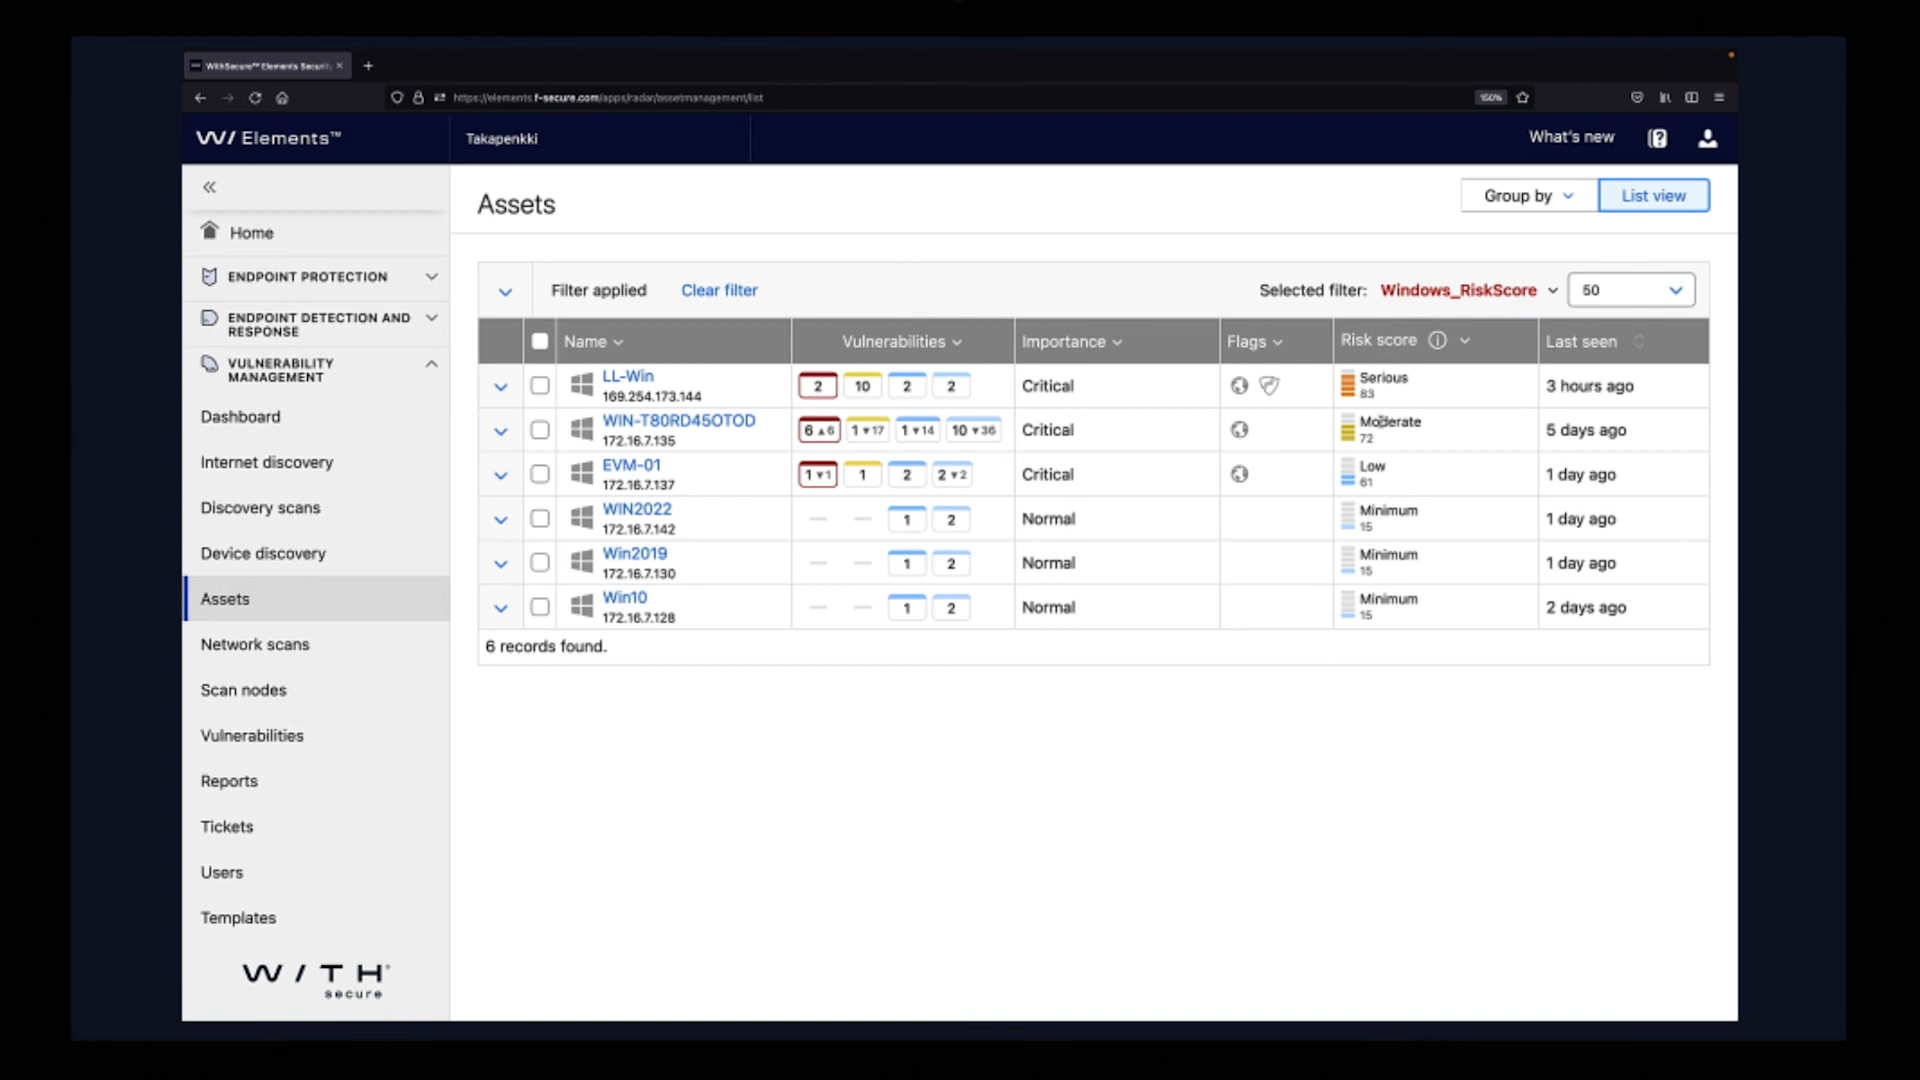 WithSecure™ Elements Securit
https://elements.f-secure.com/apps/radar/assetmanagement/list
150%
W/ Elements™
Takapenkki
What's new
Home
ENDPOINT PROTECTION
ENDPOINT DETECTION AND
RESPONSE
VULNERABILITY
MANAGEMENT
Dashboard
Internet discovery
Discovery scans
Device discovery
Assets
Network scans
Scan nodes
Vulnerabilities
Reports
Tickets
Users
Templates
W / T H
secure
Assets
Group by
List view
Filter applied
Clear filter
Selected filter: Windows_RiskScore
50
Name
Vulnerabilities
Importance
Flags
Risk score
Last seen
LL-Win
169.254.173.144
2
10
2
2
Critical
Serious
83
3 hours ago
WIN-T80RD45OTOD
172.16.7.135
6 ▲6
1 ▼17
1 ▼14
10 ▼36
Critical
Moderate
72
5 days ago
EVM-01
172.16.7.137
1 ▼1
1
2
2 ▼2
Critical
Low
61
1 day ago
WIN2022
172.16.7.142
1
2
Normal
Minimum
15
1 day ago
Win2019
172.16.7.130
1
2
Normal
Minimum
15
1 day ago
Win10
172.16.7.128
1
2
Normal
Minimum
15
2 days ago
6 records found.